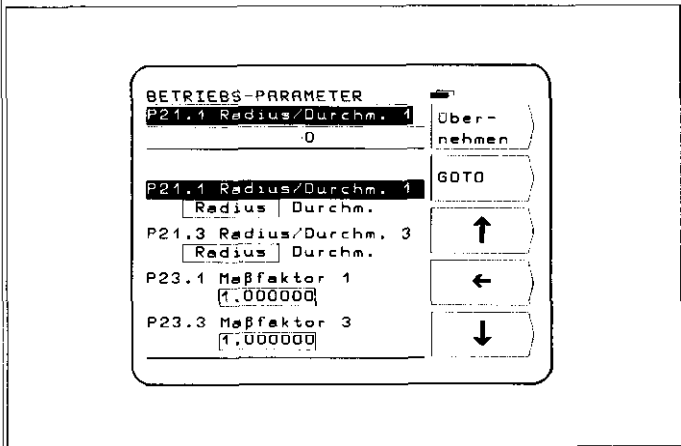 BETRIEBS-PARAMETER
P21.1 Radius/Durchm. 1
0
P21.1 Radius/Durchm. 1
Radius Durchm.
P21.3 Radius/Durchm. 3
Radius Durchm.
P23.1 Maßfaktor 1
1.000000
P23.3 Maßfaktor 3
1.000000
Über-
nehmen
GOTO
↑
←
↓